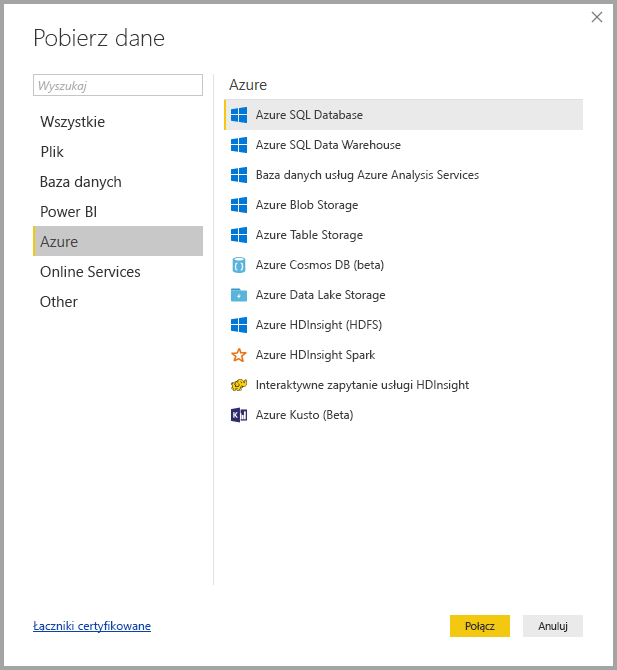 Pobierz dane
Wyszukaj
Wszystkie
Plik
Baza danych
Power BI
Azure
Online Services
Other
Azure
Azure SQL Database
Azure SQL Data Warehouse
Baza danych usług Azure Analysis Services
Azure Blob Storage
Azure Table Storage
Azure Cosmos DB (beta)
Azure Data Lake Storage
Azure HDInsight (HDFS)
Azure HDInsight Spark
Interaktywne zapytanie usługi HDInsight
Azure Kusto (Beta)
Łączniki certyfikowane
Połącz
Anuluj